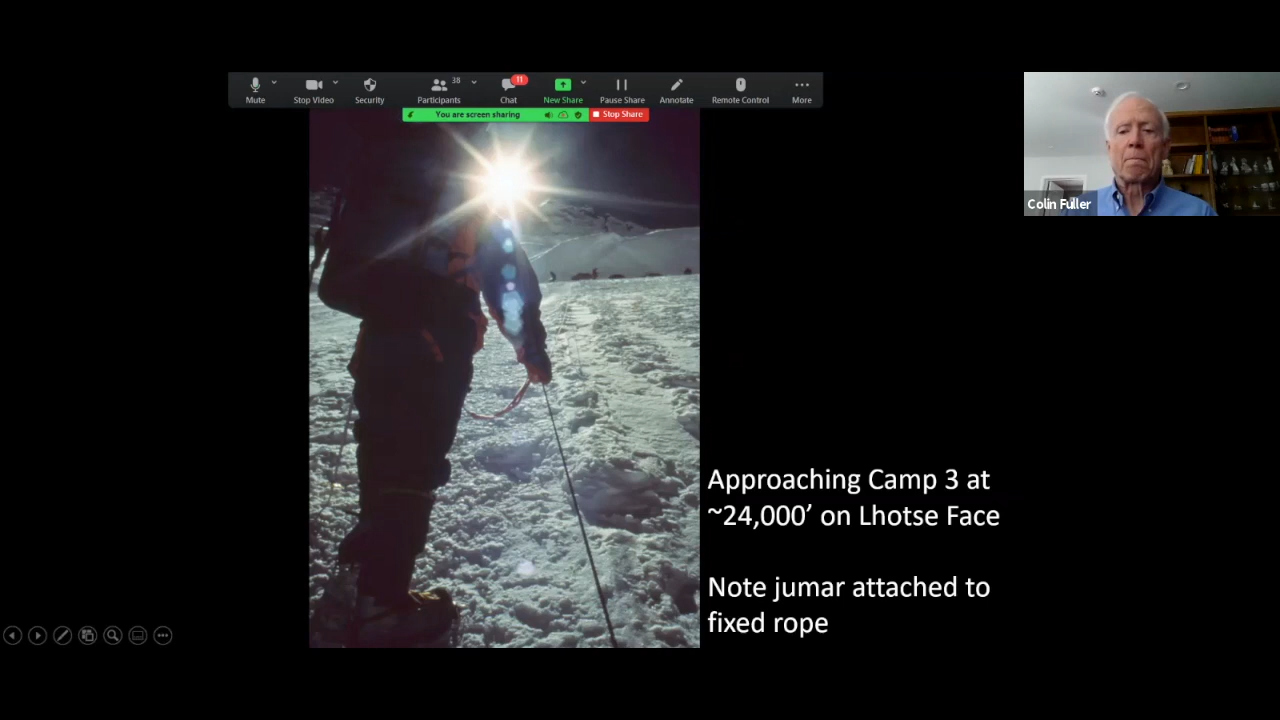 38
11
Mute
Stop Video
Security
Participants
Chat
New Share
Pause Share
Annotate
Remote Control
More
You are screen sharing
Stop Share
Colin Fuller
Approaching Camp 3 at
~24,000’ on Lhotse Face
Note jumar attached to
fixed rope